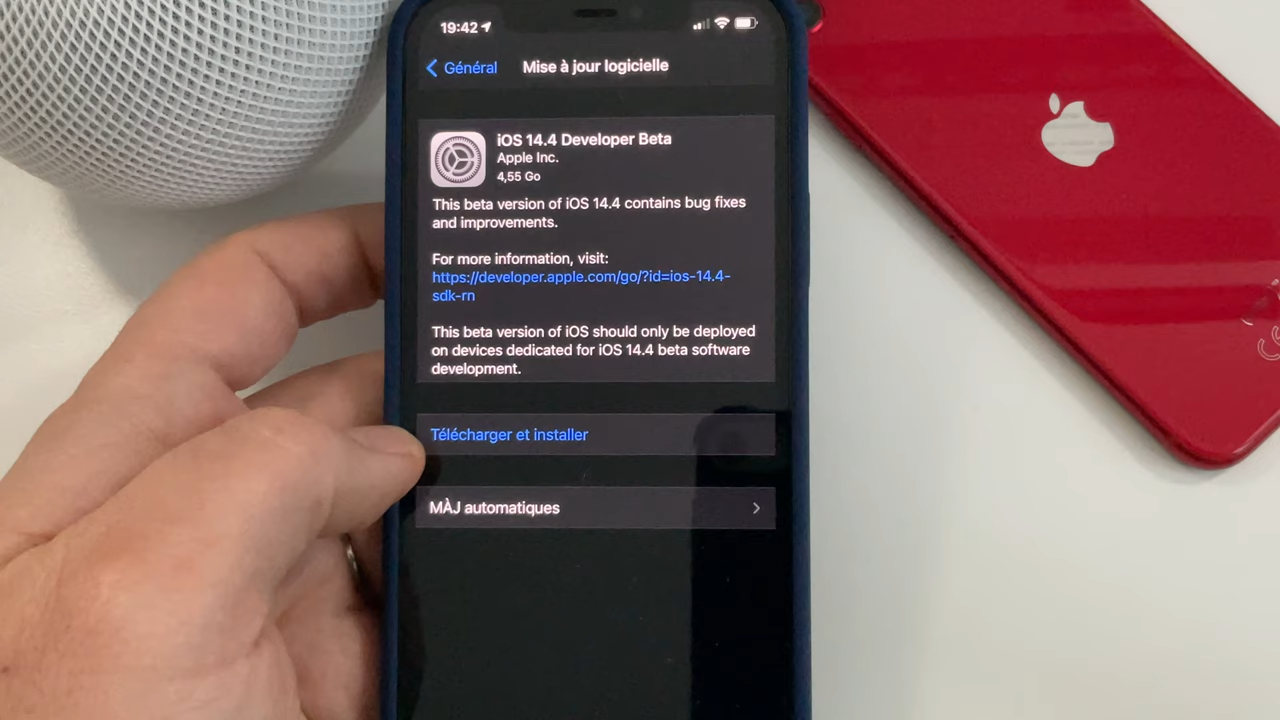 19:42
Général
Mise à jour logicielle
iOS 14.4 Developer Beta
Apple Inc.
4,55 Go
This beta version of iOS 14.4 contains bug fixes
and improvements.
For more information, visit:
https://developer.apple.com/go/?id=ios-14.4-
sdk-rn
This beta version of iOS should only be deployed
on devices dedicated for iOS 14.4 beta software
development.
Télécharger et installer
MÀJ automatiques